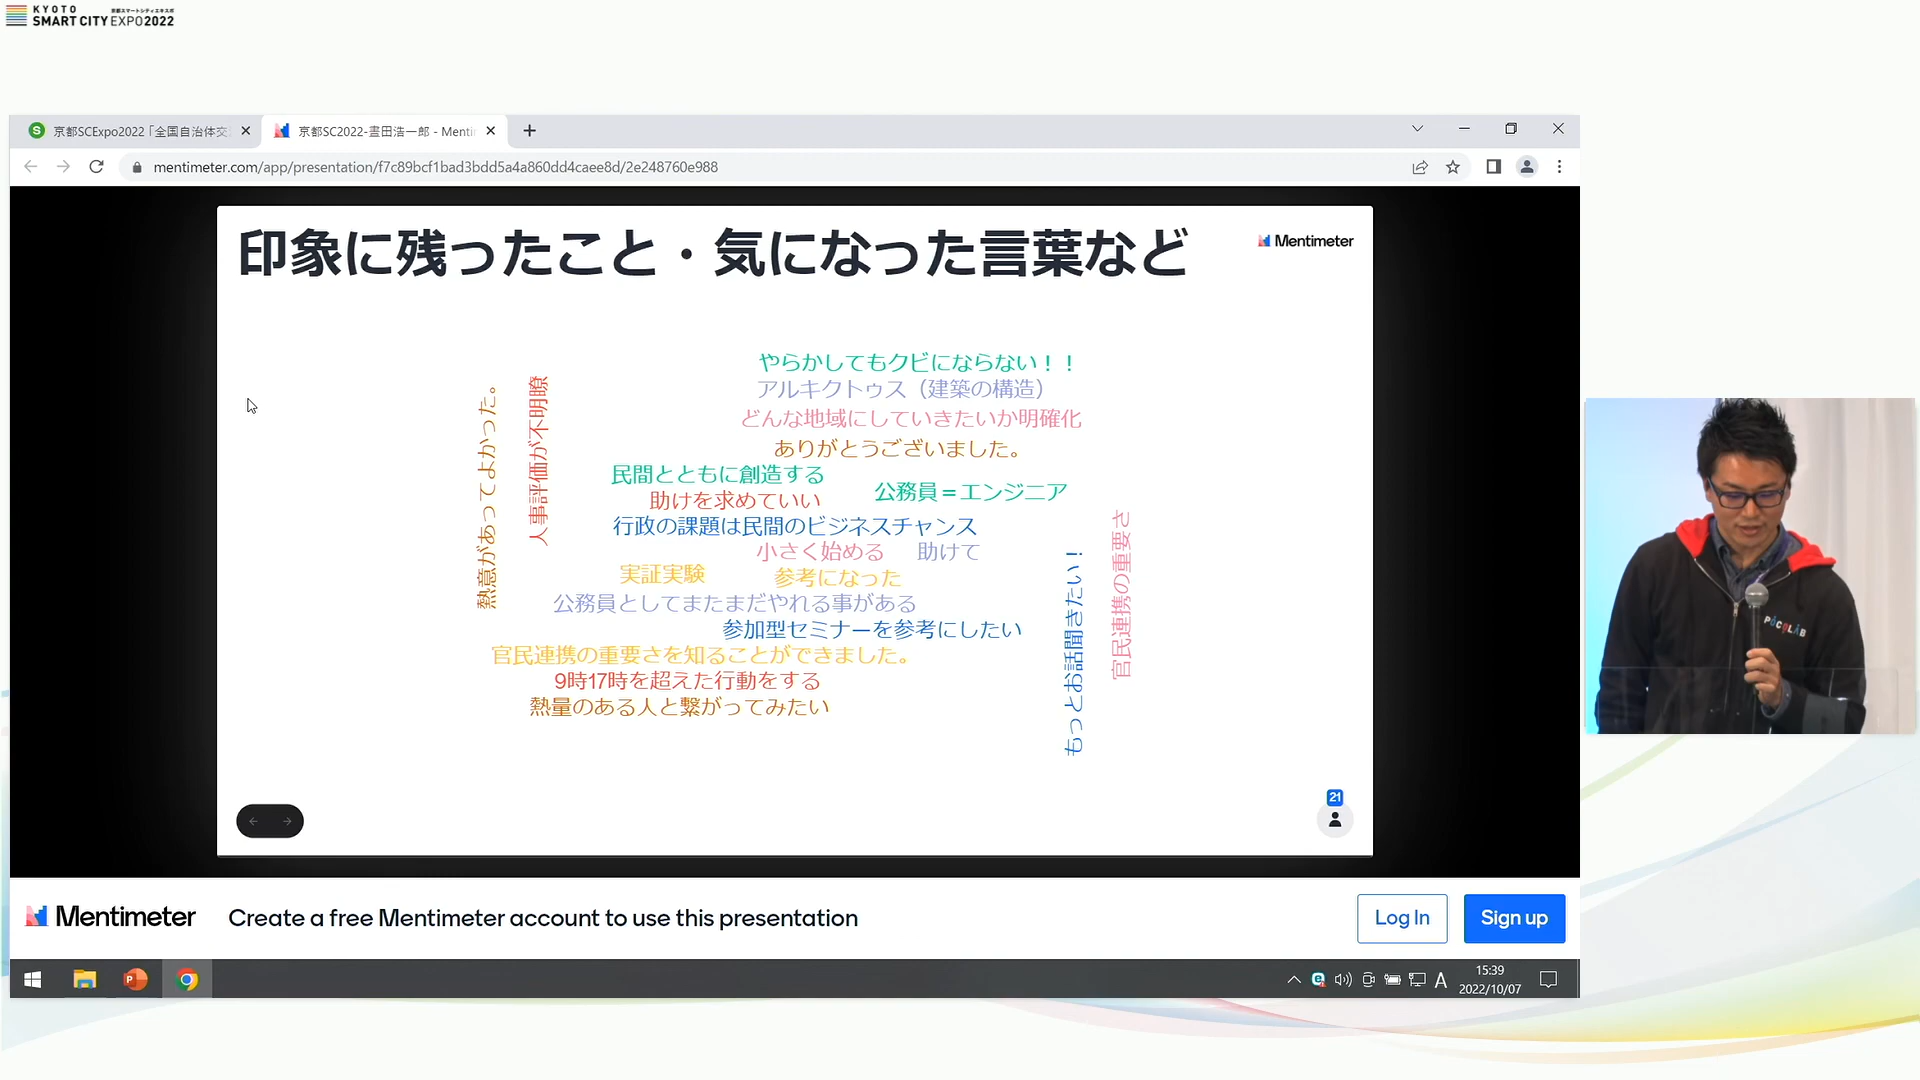 KYOTO
京都スマートシティエキスポ
SMART CITY EXPO2022
京都SCExpo2022「全国自治体交
京都SC2022-晝田浩一郎 - Menti
mentimeter.com/app/presentation/f7c89bcf1bad3bdd5a4a860dd4caee8d/2e248760e988
印象に残ったこと・気になった言葉など
Mentimeter
やらかしてもクビにならない！！
アルキクトゥス（建築の構造）
どんな地域にしていきたいか明確化
ありがとうございました。
熱意があってよかった。
人事評価が不明瞭
民間とともに創造する
公務員＝エンジニア
助けを求めていい
行政の課題は民間のビジネスチャンス
小さく始める
助けて
実証実験
参考になった
公務員としてまたまだやれる事がある
参加型セミナーを参考にしたい
官民連携の重要さを知ることができました。
9時17時を超えた行動をする
熱量のある人と繋がってみたい
もっとお話聞きたい！
官民連携の重要さ
21
POCOLAB
Mentimeter
Create a free Mentimeter account to use this presentation
Log In
Sign up
A
15:39
2022/10/07